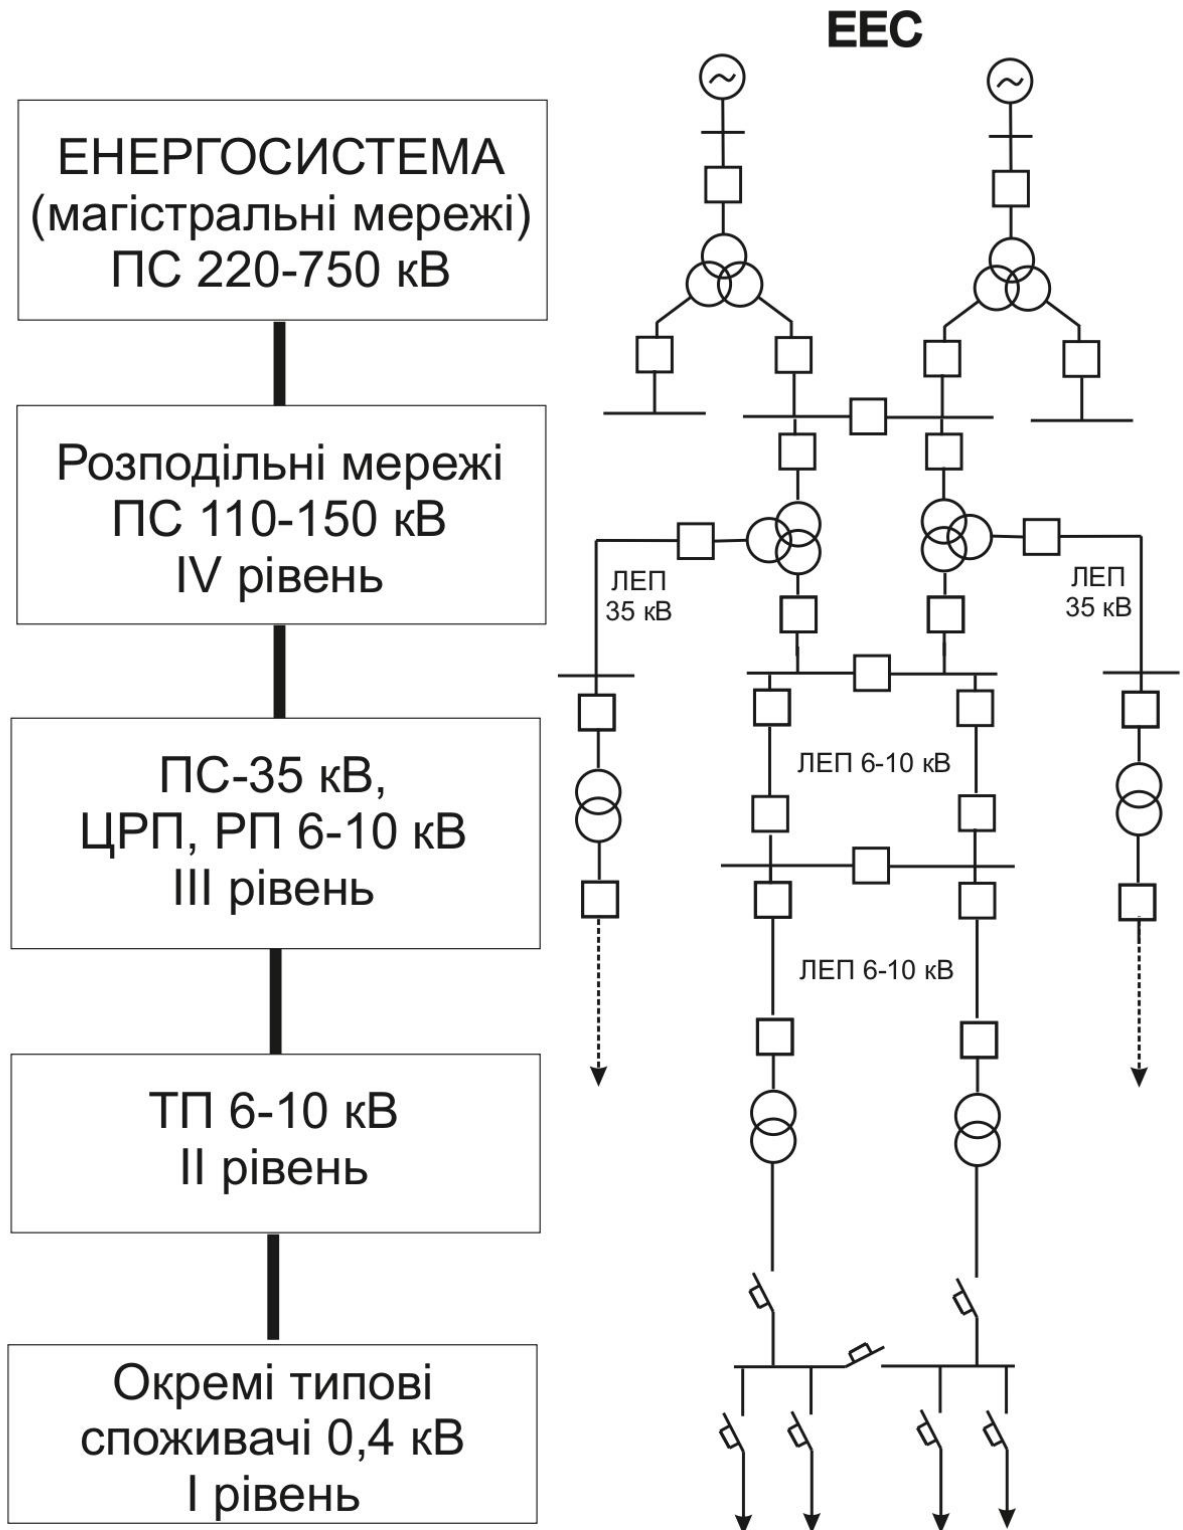 ЕЕС
ЕНЕРГОСИСТЕМА
(магістральні мережі)
ПС 220-750 кВ
Розподільні мережі
ПС 110-150 кВ
IV рівень
ПС-35 кВ,
ЦРП, РП 6-10 кВ
III рівень
ТП 6-10 кВ
II рівень
Окремі типові
споживачі 0,4 кВ
I рівень
ЛЕП
35 кВ
ЛЕП
35 кВ
ЛЕП 6-10 кВ
ЛЕП 6-10 кВ